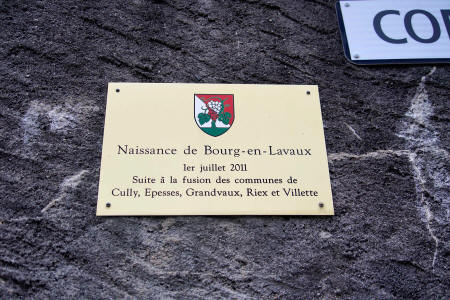 COR
Naissance de Bourg-en-Lavaux
1er juillet 2011
Suite à la fusion des communes de
Cully, Epesses, Grandvaux, Riex et Villette